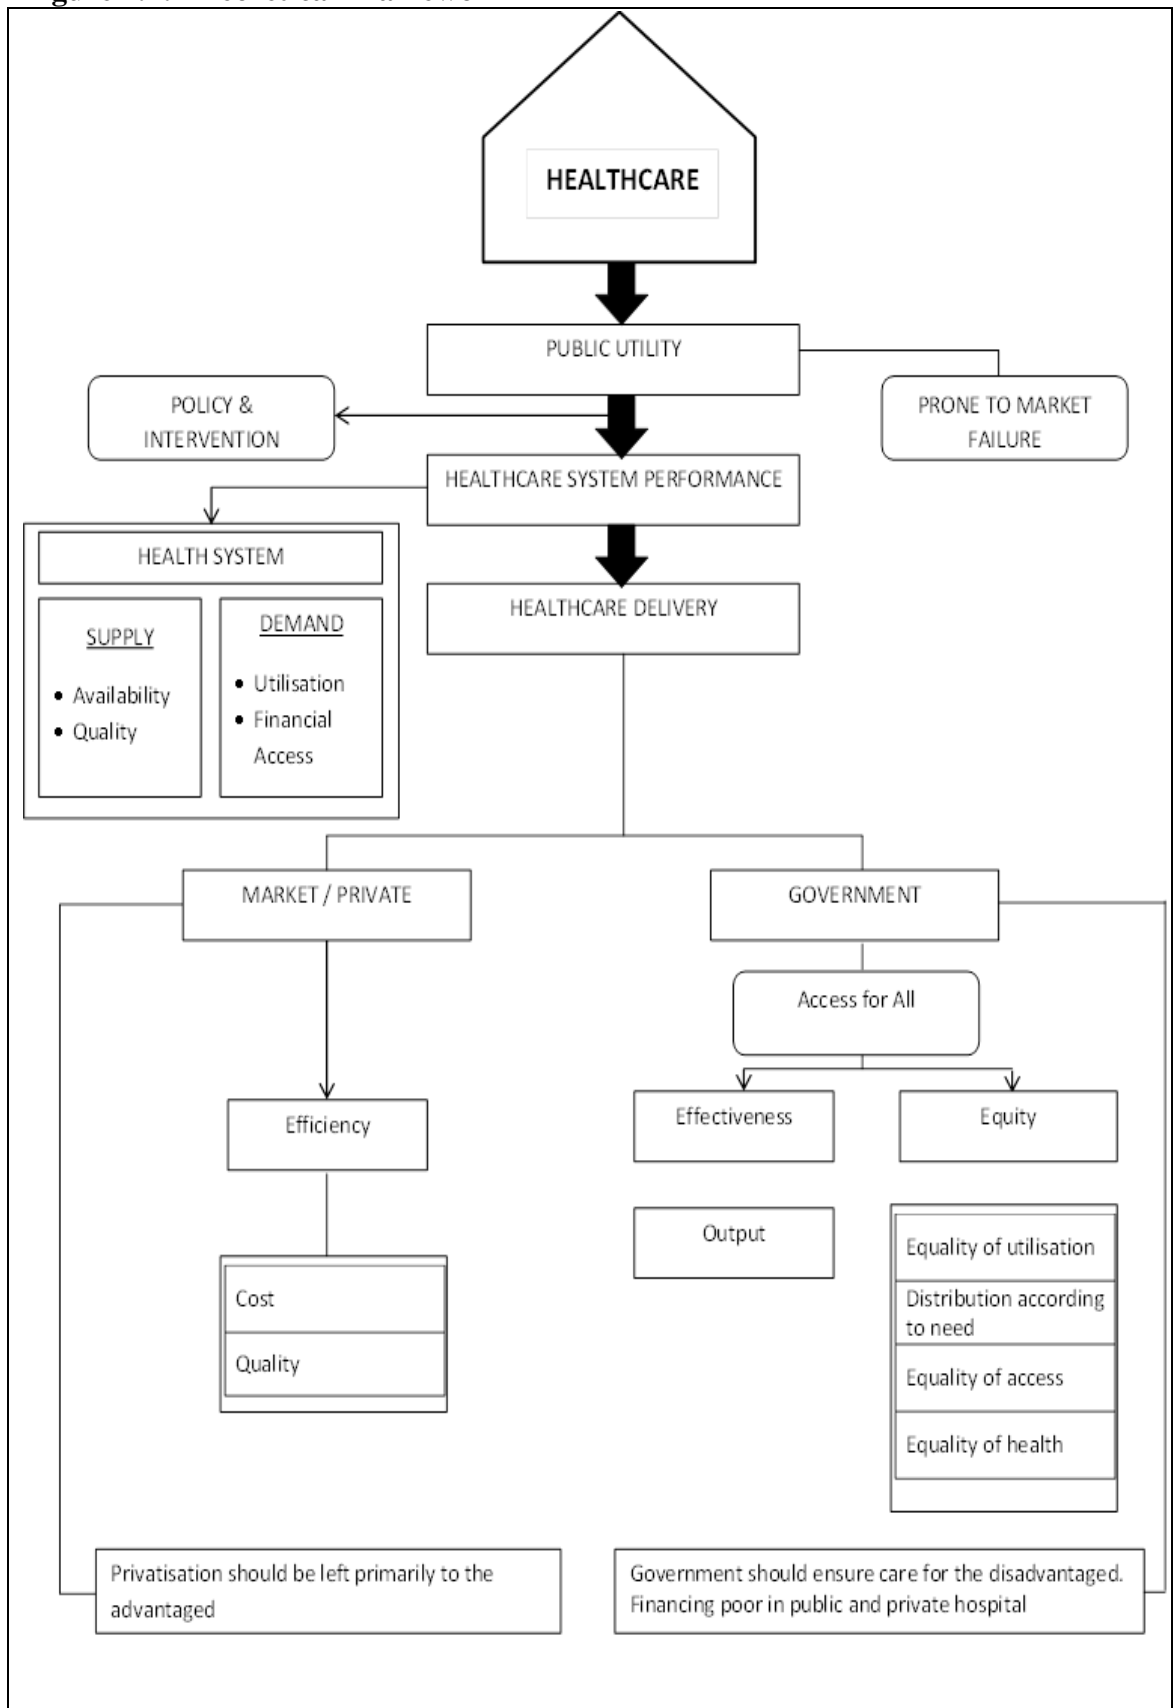 HEALTHCARE
PUBLIC UTILITY
POLICY &
INTERVENTION
PRONE TO MARKET
FAILURE
HEALTHCARE SYSTEM PERFORMANCE
HEALTH SYSTEM
HEALTHCARE DELIVERY
SUPPLY
• Availability
• Quality
DEMAND
• Utilisation
• Financial
Access
MARKET / PRIVATE
GOVERNMENT
Access for All
Efficiency
Effectiveness
Equity
Output
Cost
Quality
Equality of utilisation
Distribution according
to need
Equality of access
Equality of health
Privatisation should be left primarily to the
advantaged
Government should ensure care for the disadvantaged.
Financing poor in public and private hospital